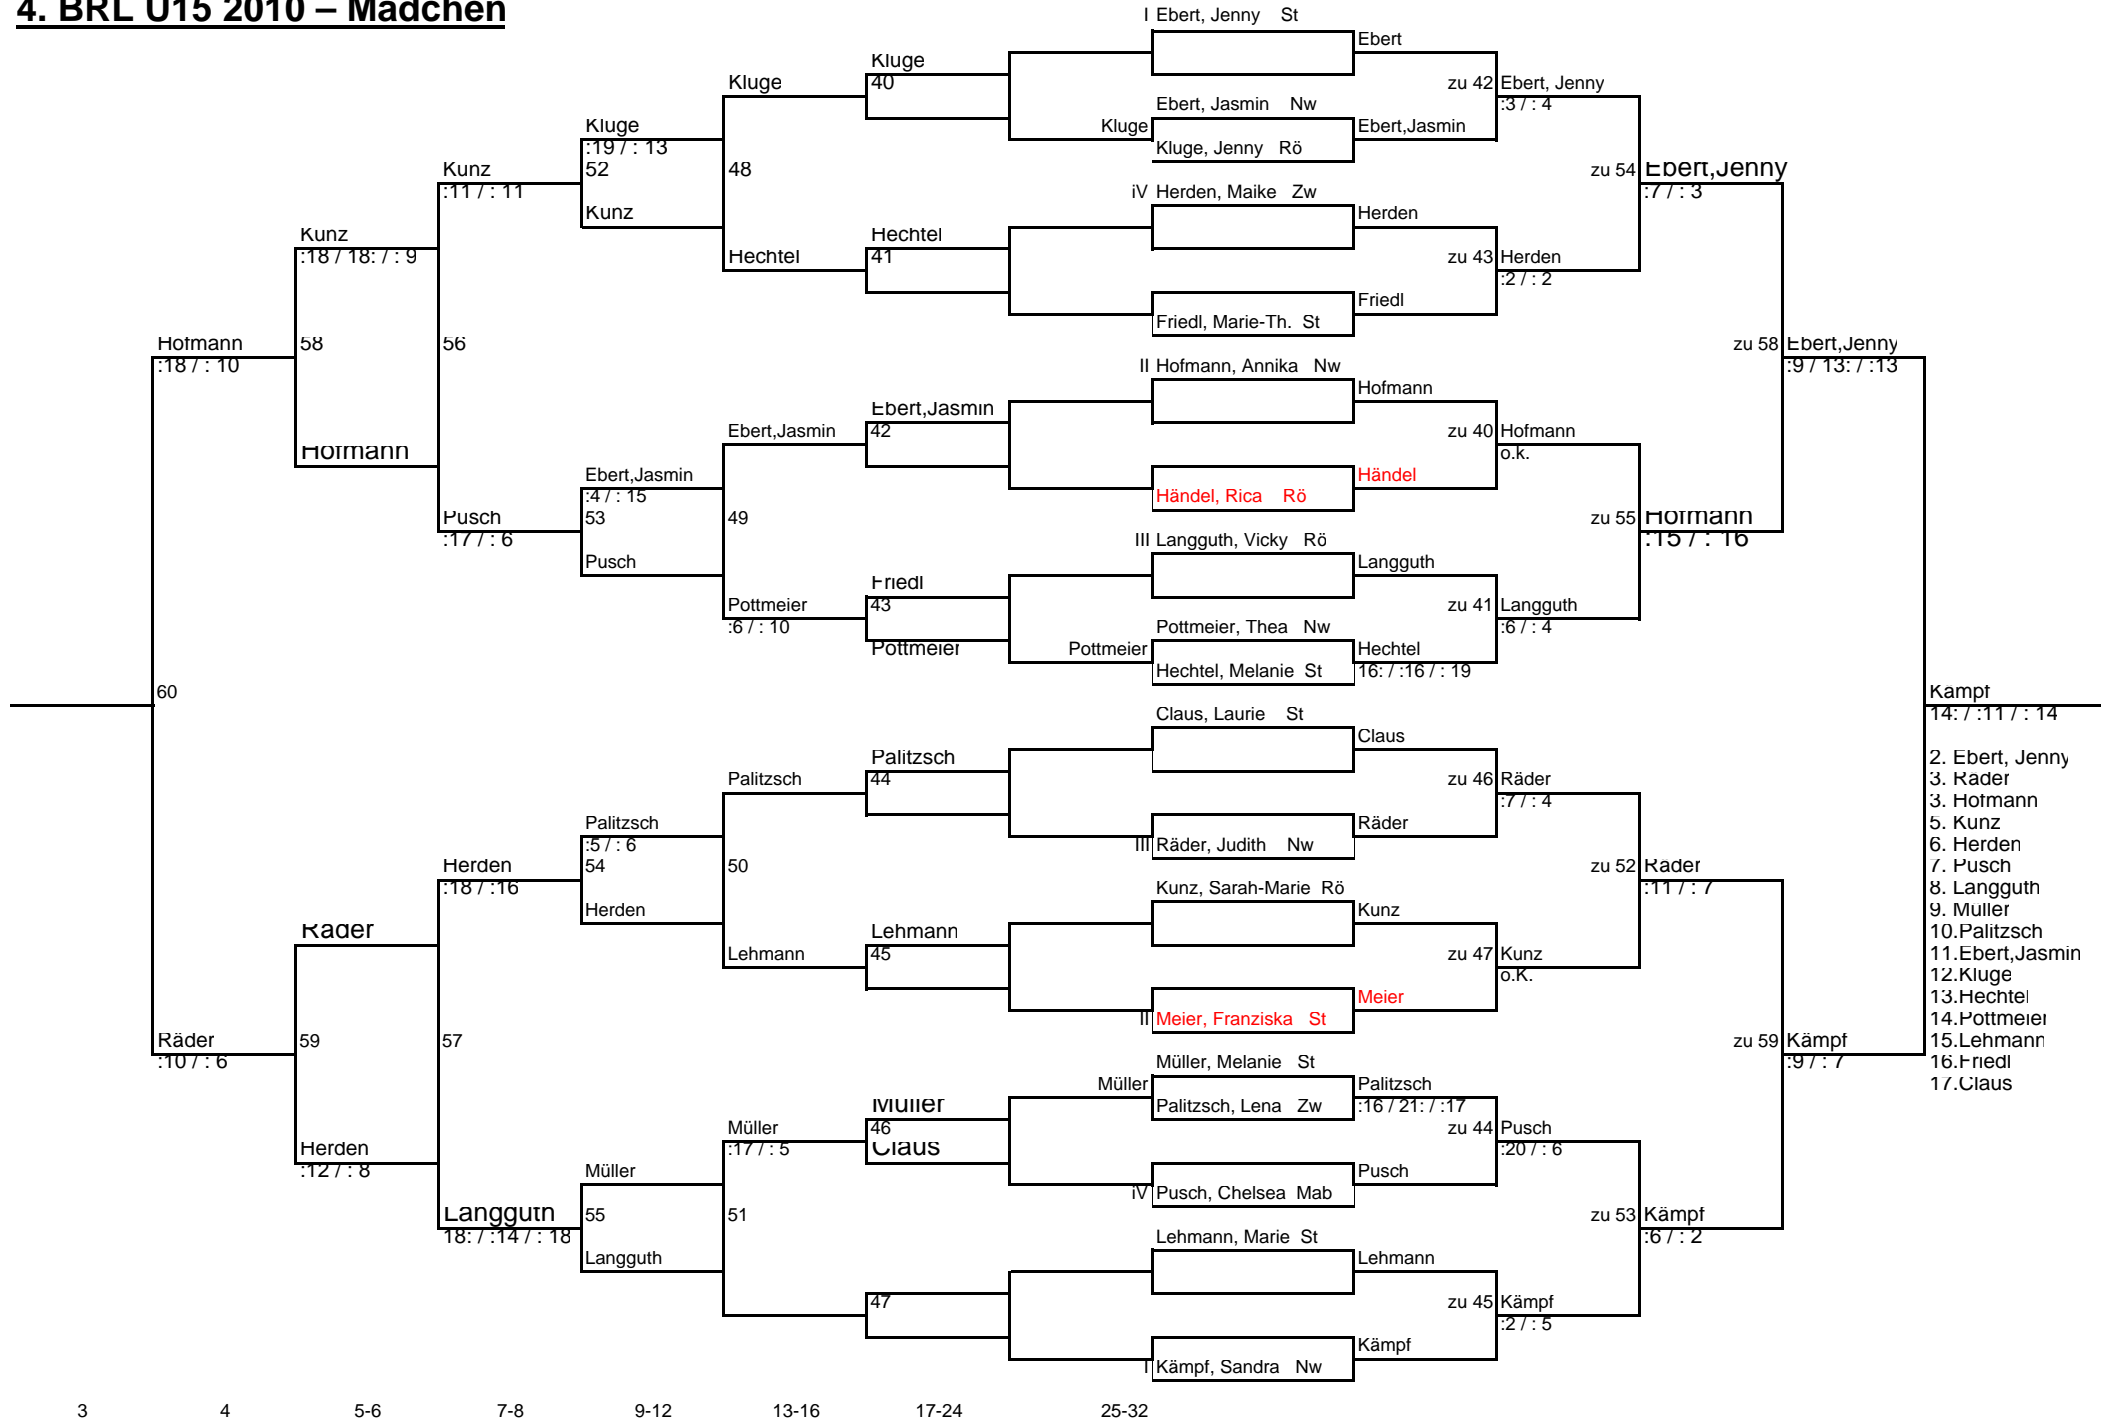 4. BRL U15 2010 – Mädchen
I Ebert, Jenny St
Ebert
Kluge
40
Kluge
zu 42 Ebert, Jenny
:3 / : 4
Ebert, Jasmin Nw
Kluge
Ebert,Jasmin
Kluge, Jenny Rö
Kluge
:19 / : 13
52
48
Kunz
:11 / : 11
zu 54 Ebert,Jenny
:7 / : 3
iV Herden, Maike Zw
Kunz
Herden
Kunz
:18 / 18: / : 9
Hechtel
41
Hechtel
zu 43 Herden
:2 / : 2
Friedl
Friedl, Marie-Th. St
Hofmann
:18 / : 10
58
56
zu 58 Ebert,Jenny
:9 / 13: / :13
II Hofmann, Annika Nw
Hofmann
Ebert,Jasmin
42
Ebert,Jasmin
zu 40 Hofmann
o.k.
Hofmann
Ebert,Jasmin
:4 / : 15
53
49
Händel
Händel, Rica Rö
Pusch
:17 / : 6
zu 55 Hofmann
:15 / : 16
III Langguth, Vicky Rö
Pusch
Langguth
Friedl
43
Pottmeier
:6 / : 10
zu 41 Langguth
:6 / : 4
Pottmeier, Thea Nw
Pottmeier
Pottmeier
Hechtel
16: / :16 / : 19
Hechtel, Melanie St
60
Kämpf
14: / :11 / : 14
Claus, Laurie St
Claus
Palitzsch
44
Palitzsch
zu 46 Räder
:7 / : 4
Palitzsch
:5 / : 6
54
50
Räder
III Räder, Judith Nw
Herden
:18 / :16
zu 52 Räder
:11 / : 7
Kunz, Sarah-Marie Rö
Herden
Kunz
Räder
Lehmann
45
Lehmann
zu 47 Kunz
o.K.
Meier
II Meier, Franziska St
2. Ebert, Jenny
3. Räder
3. Hofmann
5. Kunz
6. Herden
7. Pusch
8. Langguth
9. Müller
10.Palitzsch
11.Ebert,Jasmin
12.Kluge
13.Hechtel
14.Pottmeier
15.Lehmann
16.Friedl
17.Claus
Räder
:10 / : 6
59
57
zu 59 Kämpf
:9 / : 7
Müller, Melanie St
Müller
Palitzsch
:16 / 21: / :17
Palitzsch, Lena Zw
Müller
46
Claus
Müller
:17 / : 5
zu 44 Pusch
:20 / : 6
Herden
:12 / : 8
Müller
55
51
Pusch
iV Pusch, Chelsea Mab
Langguth
18: / :14 / : 18
zu 53 Kämpf
:6 / : 2
Lehmann, Marie St
Langguth
Lehmann
47
zu 45 Kämpf
:2 / : 5
Kämpf
I Kämpf, Sandra Nw
3 4 5-6 7-8 9-12 13-16 17-24 25-32